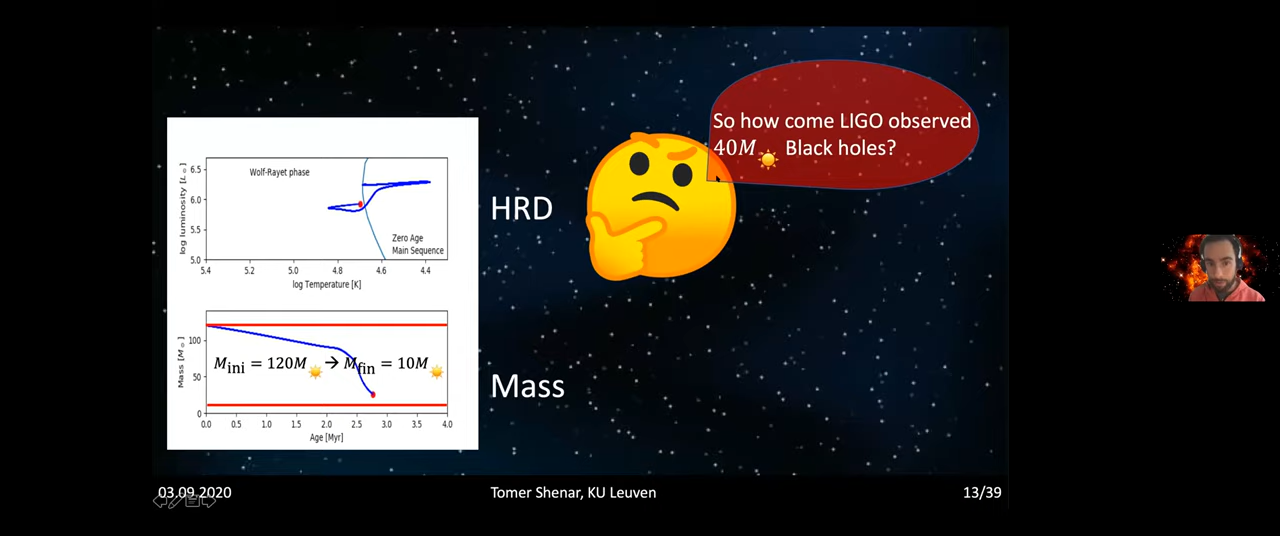 So how come LIGO observed
40M☀ Black holes?
HRD
Mass
log luminosity [L☉]
6.5
6.0
5.5
5.0
Wolf-Rayet phase
Zero Age
Main Sequence
5.4 5.2 5.0 4.8 4.6 4.4
log Temperature [K]
Mass [M☉]
100
50
0
M_ini = 120M☀ → M_fin = 10M☀
0.0 0.5 1.0 1.5 2.0 2.5 3.0 3.5 4.0
Age [Myr]
03.09.2020
Tomer Shenar, KU Leuven
13/39